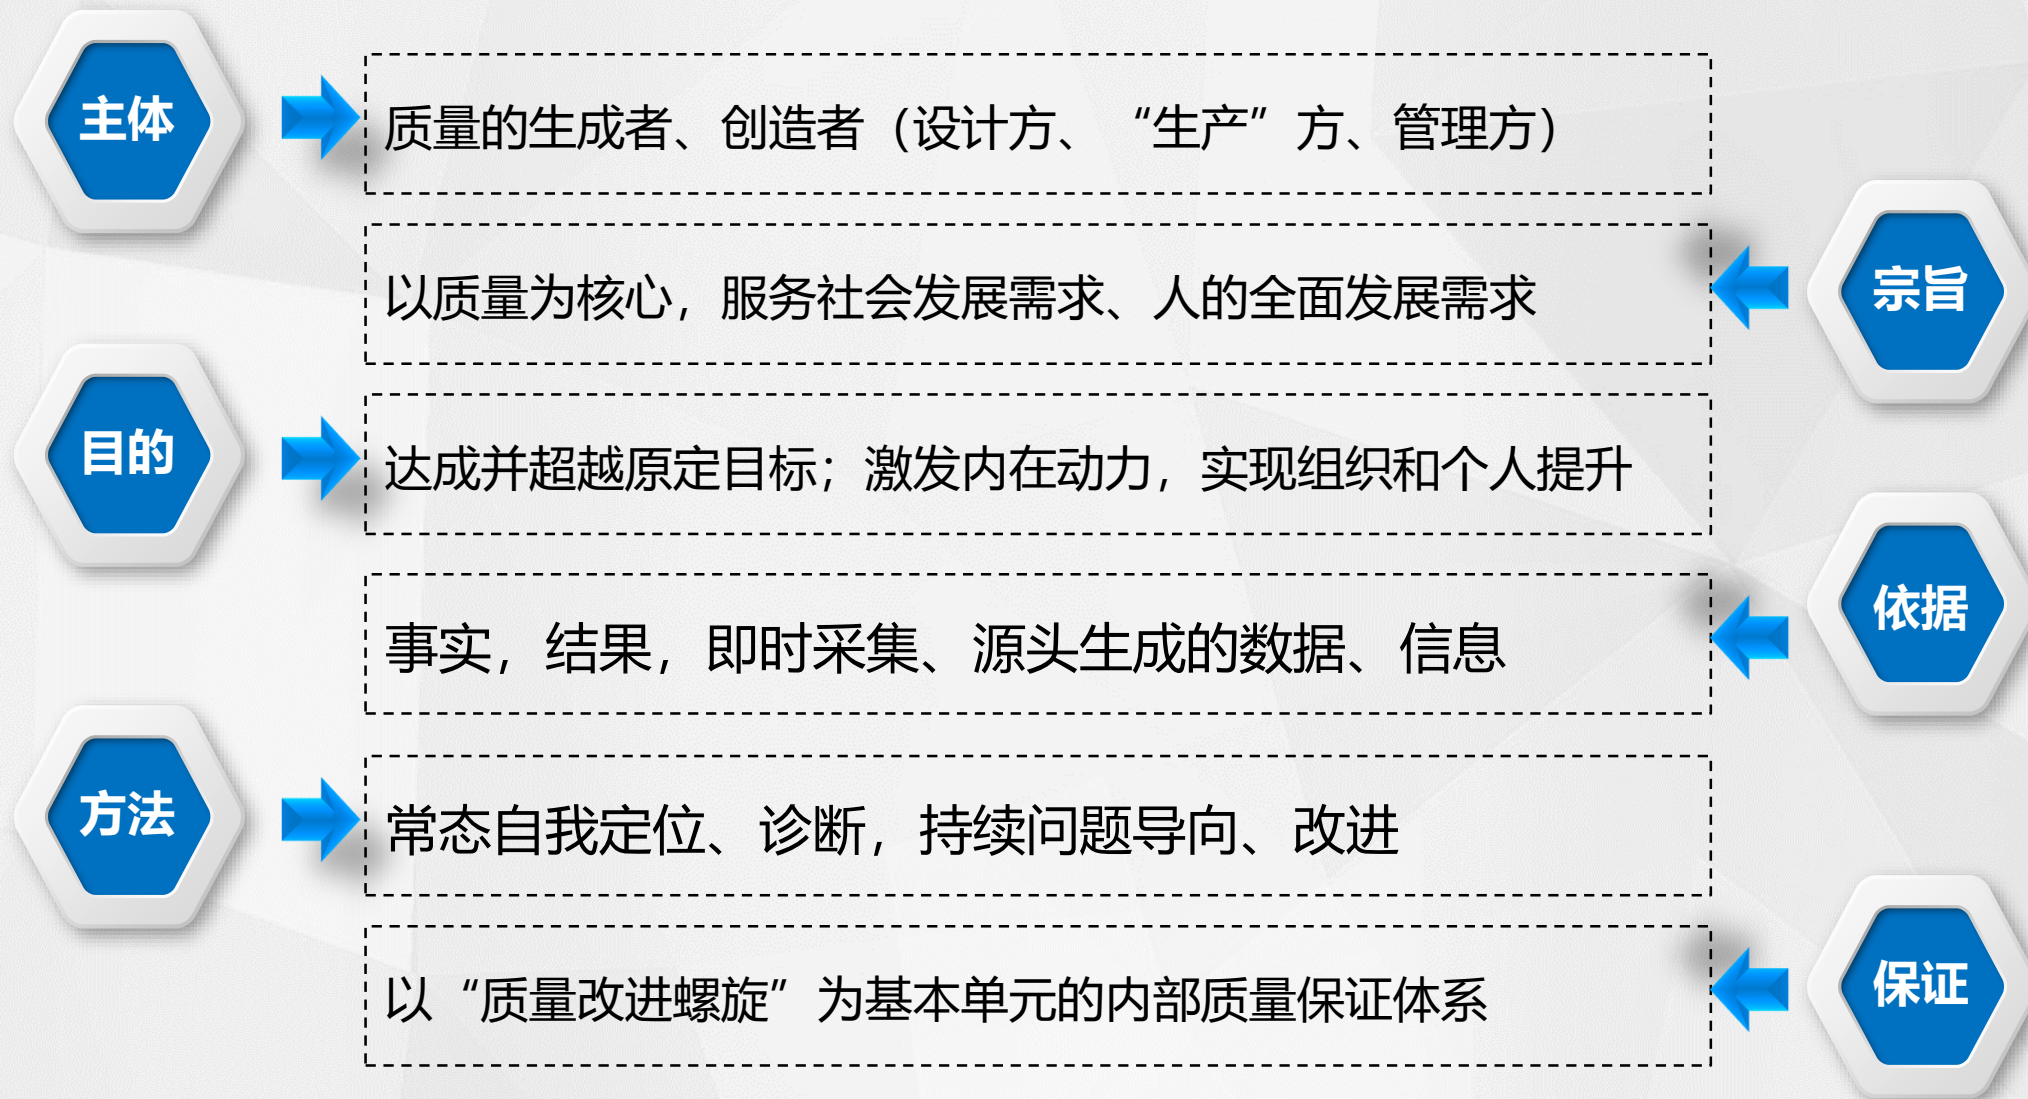 主体
质量的生成者、创造者（设计方、“生产”方、管理方）
以质量为核心，服务社会发展需求、人的全面发展需求
宗旨
目的
达成并超越原定目标；激发内在动力，实现组织和个人提升
事实，结果，即时采集、源头生成的数据、信息
依据
方法
常态自我定位、诊断，持续问题导向、改进
以“质量改进螺旋”为基本单元的内部质量保证体系
保证